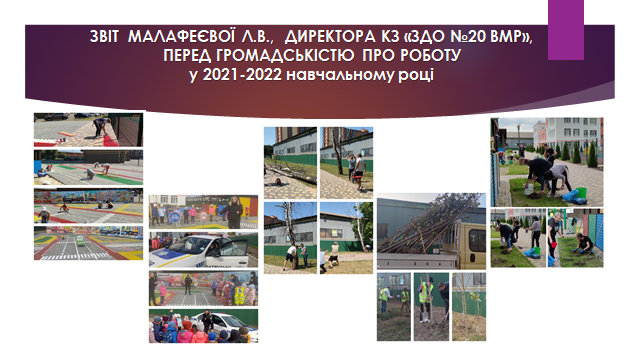 ЗВІТ МАЛАФЕЄВОЇ Л.В., ДИРЕКТОРА КЗ «ЗДО №20 ВМР»,
ПЕРЕД ГРОМАДСЬКІСТЮ ПРО РОБОТУ
у 2021-2022 навчальному році